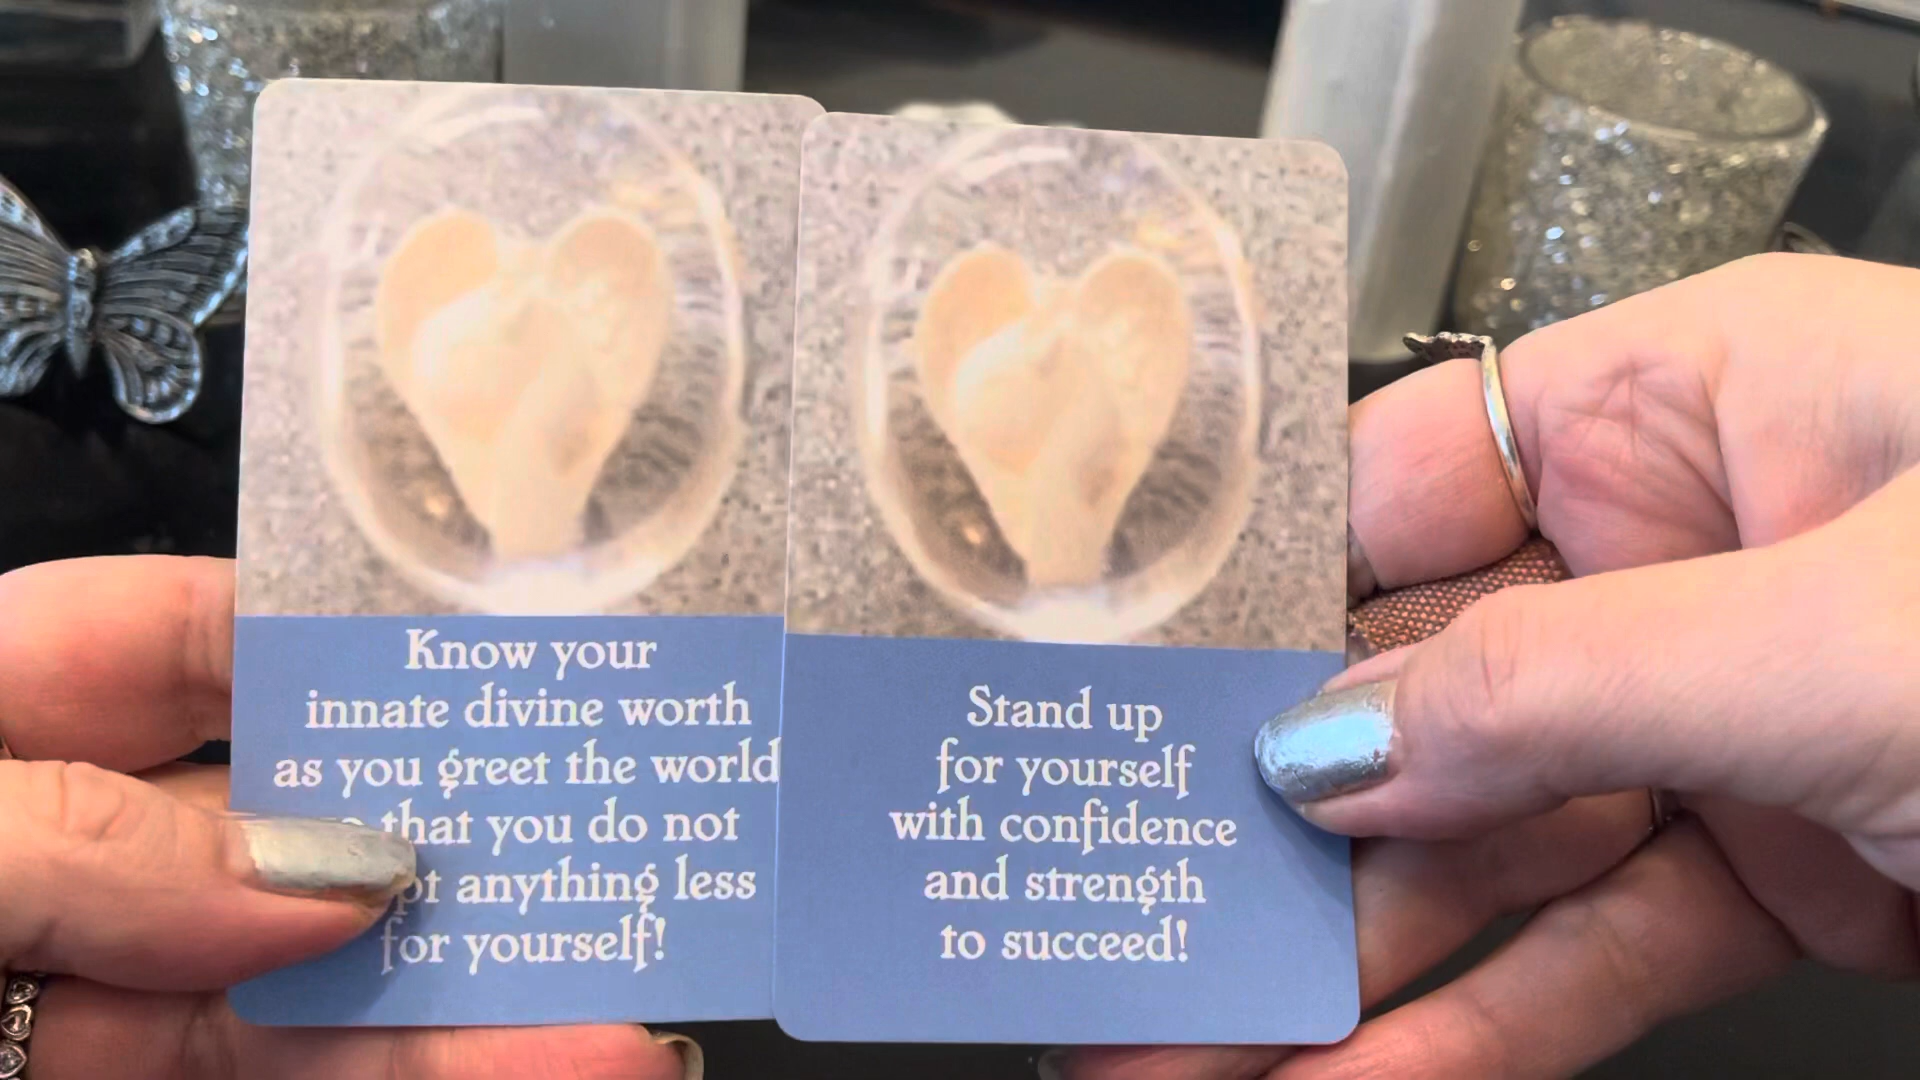 Know your
innate divine worth
as you greet the world
that you do not
anything less
for yourself!
Stand up
for yourself
with confidence
and strength
to succeed!